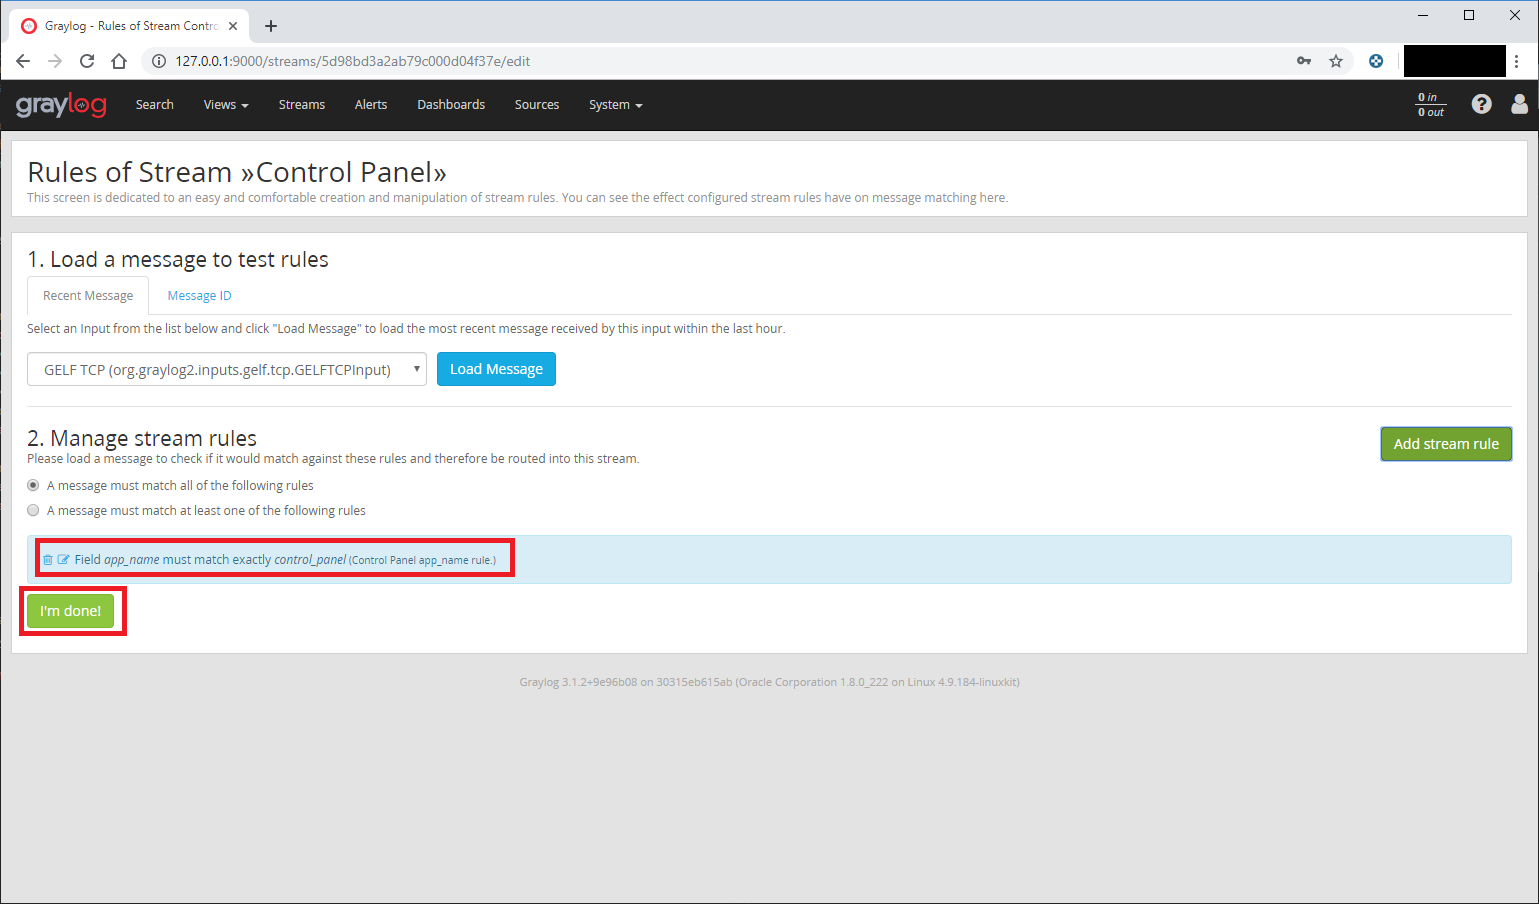 Graylog - Rules of Stream Contro
127.0.0.1:9000/streams/5d98bd3a2ab79c000d04f37e/edit
graylog Search Views Streams Alerts Dashboards Sources System 0 in
0 out
Rules of Stream »Control Panel»
This screen is dedicated to an easy and comfortable creation and manipulation of stream rules. You can see the effect configured stream rules have on message matching here.
1. Load a message to test rules
Recent Message Message ID
Select an Input from the list below and click "Load Message" to load the most recent message received by this input within the last hour.
GELF TCP (org.graylog2.inputs.gelf.tcp.GELFTCPInput) Load Message
2. Manage stream rules
Add stream rule
Please load a message to check if it would match against these rules and therefore be routed into this stream.
A message must match all of the following rules
A message must match at least one of the following rules
Field app_name must match exactly control_panel (Control Panel app_name rule.)
I'm done!
Graylog 3.1.2+9e96b08 on 30315eb615ab (Oracle Corporation 1.8.0_222 on Linux 4.9.184-linuxkit)